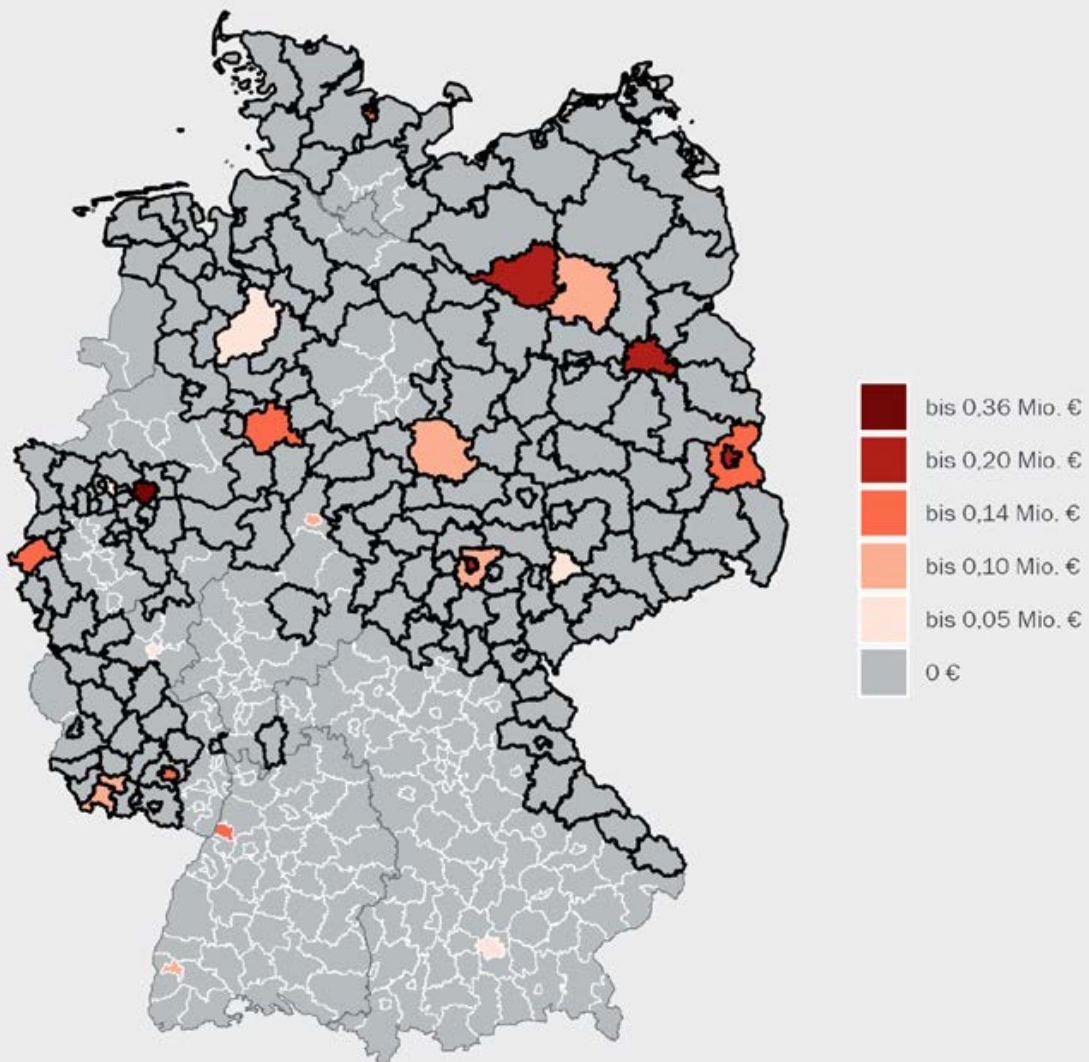 bis 0,36 Mio. €
bis 0,20 Mio. €
bis 0,14 Mio. €
bis 0,10 Mio. €
bis 0,05 Mio. €
0 €